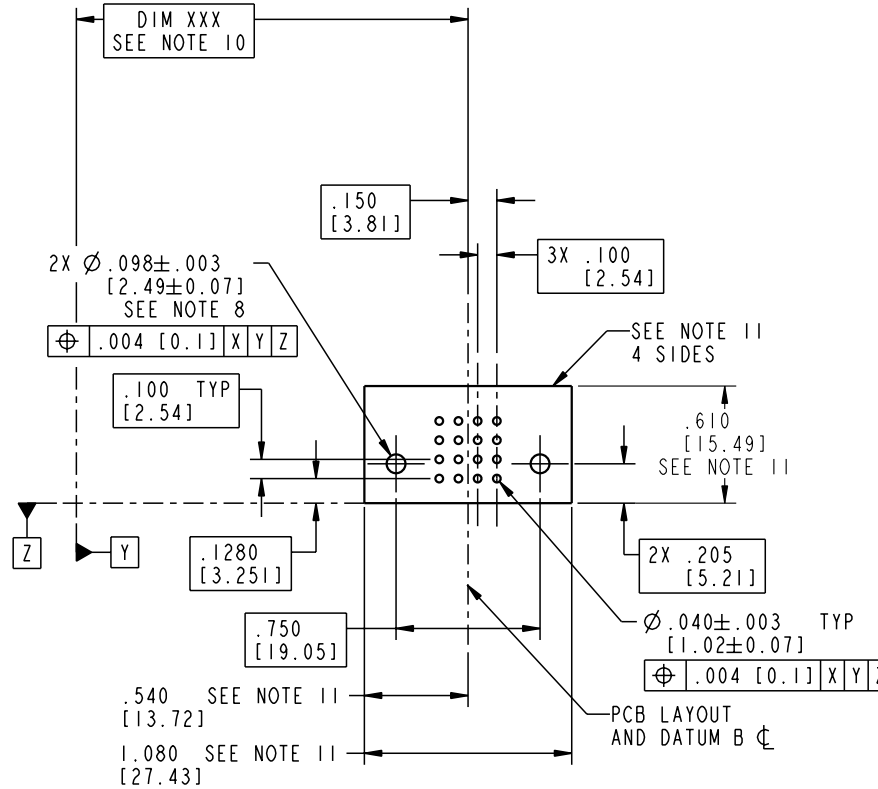 DIM XXX
SEE NOTE 10
.150
[3.81]
3X .100
[2.54]
2X Ø .098±.003
[2.49±0.07]
SEE NOTE 8
⌖ .004 [0.1] X Y Z
SEE NOTE 11
4 SIDES
.100 TYP
[2.54]
.610
[15.49]
SEE NOTE 11
Z
Y
.1280
[3.251]
2X .205
[5.21]
.750
[19.05]
Ø .040±.003 TYP
[1.02±0.07]
⌖ .004 [0.1] X Y Z
.540 SEE NOTE 11
[13.72]
PCB LAYOUT
AND DATUM B ℄
1.080 SEE NOTE 11
[27.43]